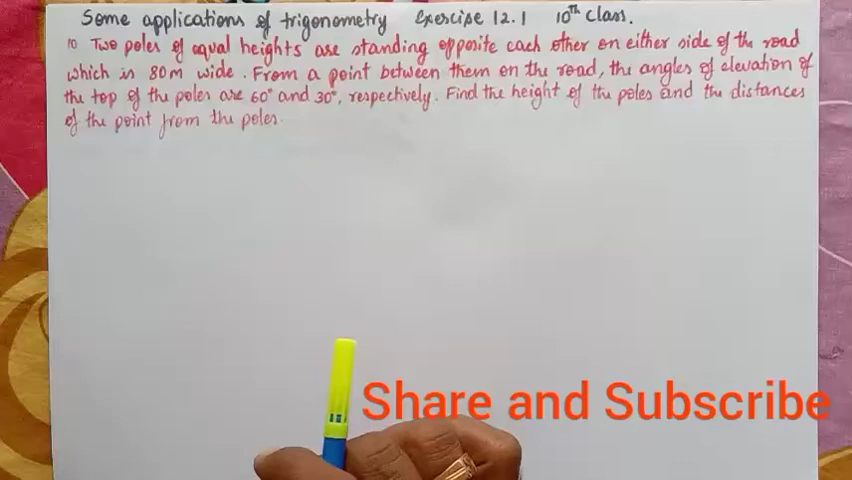 Some applications of trigonometry Exercise 12.1 10th class.
10 Two poles of equal heights are standing opposite each other on either side of the road
which is 80m wide. From a point between them on the road, the angles of elevation of
the top of the poles are 60° and 30°, respectively. Find the height of the poles and the distances
of the point from the poles.
Share and Subscribe